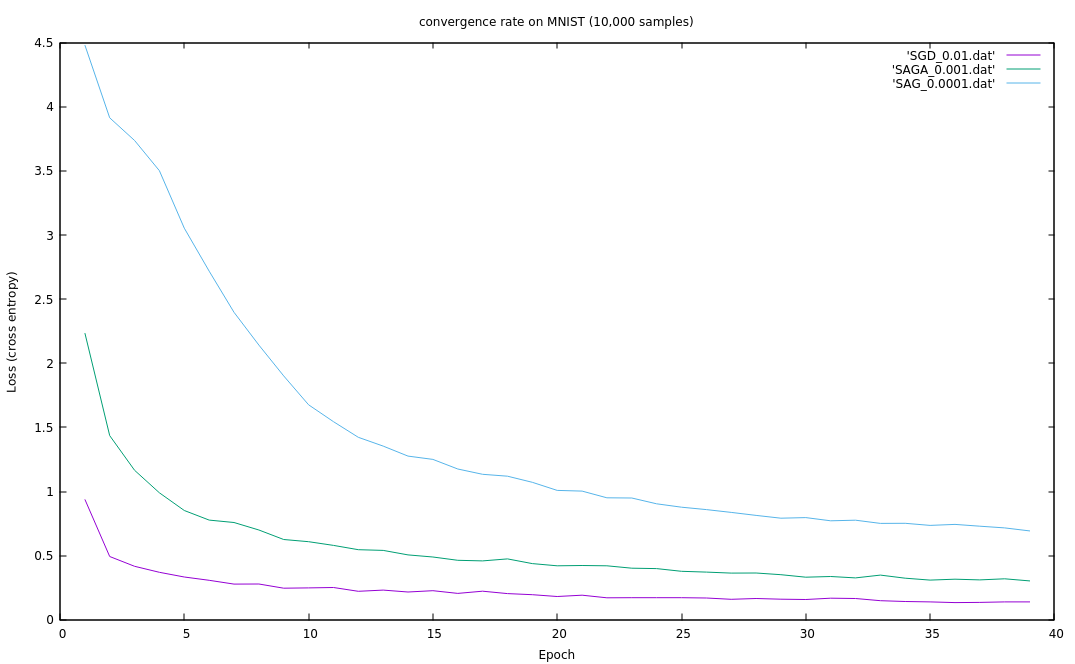 convergence rate on MNIST (10,000 samples)
'SGD_0.01.dat'
'SAGA_0.001.dat'
'SAG_0.0001.dat'
4.5
4
3.5
3
2.5
2
1.5
1
0.5
0
Loss (cross entropy)
0 5 10 15 20 25 30 35 40
Epoch